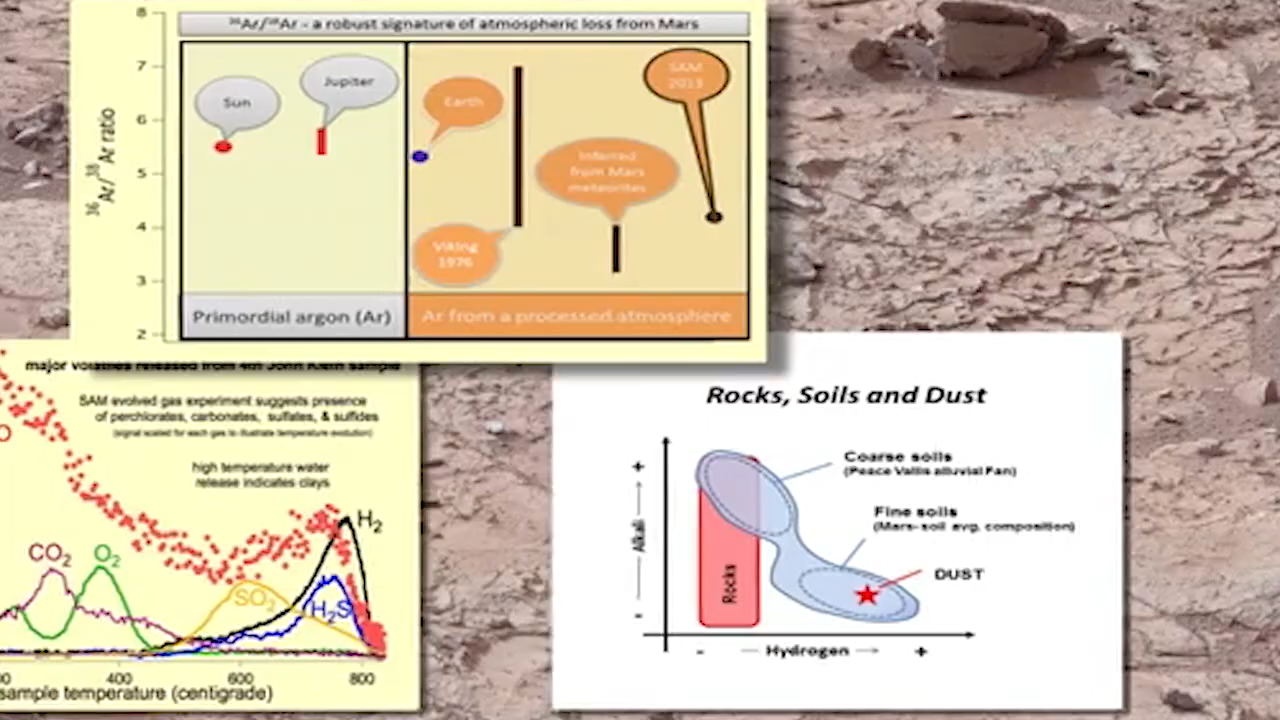 ³⁶Ar/³⁸Ar - a robust signature of atmospheric loss from Mars
8
7
6
5
4
3
2
³⁶Ar/³⁸Ar ratio
Sun
Jupiter
Earth
SAM
2013
Inferred
from Mars
meteorites
Viking
1976
Primordial argon (Ar)
Ar from a processed atmosphere
major volatiles released from 4th John Klein sample
SAM evolved gas experiment suggests presence
of perchlorates, carbonates, sulfates, & sulfides
(signal scaled for each gas to illustrate temperature evolution)
high temperature water
release indicates clays
H₂
CO₂
O₂
SO₂
H₂S
400
600
800
sample temperature (centigrade)
Rocks, Soils and Dust
Coarse soils
(Peace Vallis alluvial Fan)
Fine soils
(Mars- soil avg. composition)
DUST
Rocks
+
Alkali
-
-
Hydrogen
+